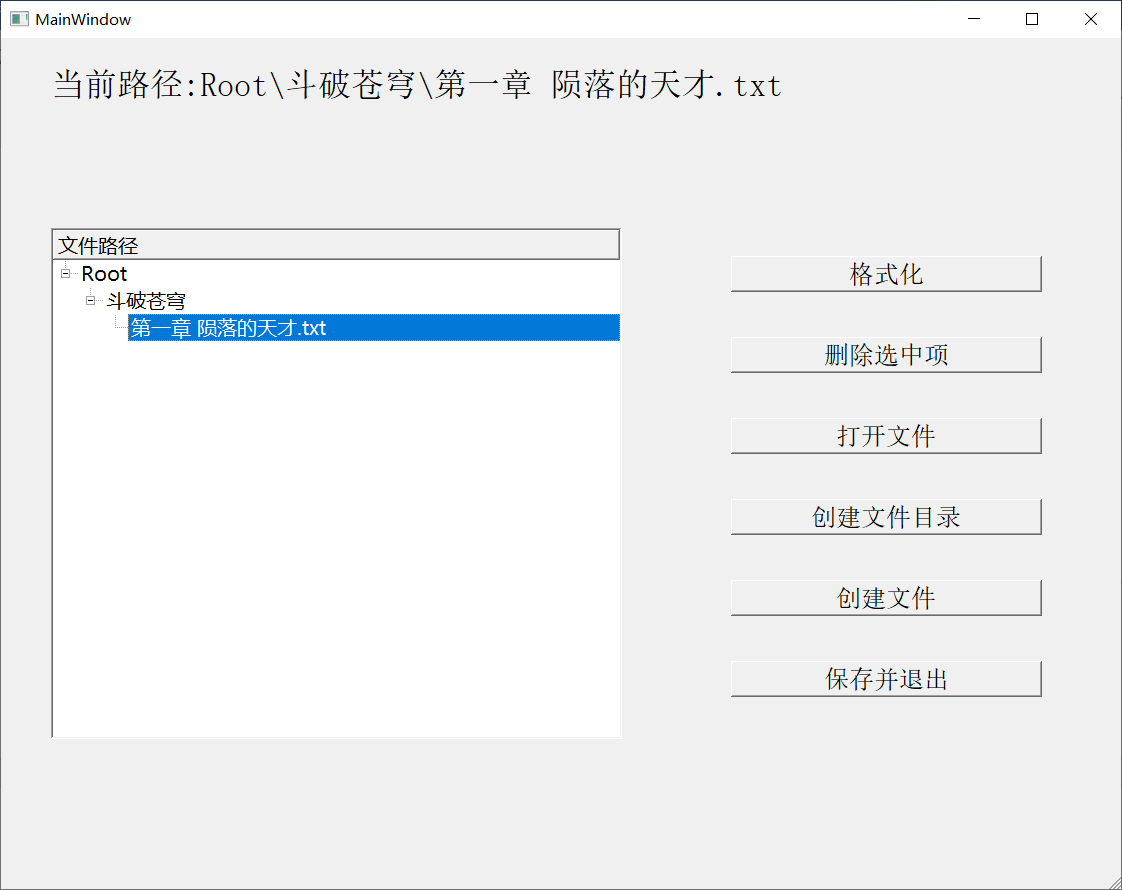 MainWindow
当前路径:Root\斗破苍穹\第一章 陨落的天才.txt
文件路径
Root
斗破苍穹
第一章 陨落的天才.txt
格式化
删除选中项
打开文件
创建文件目录
创建文件
保存并退出